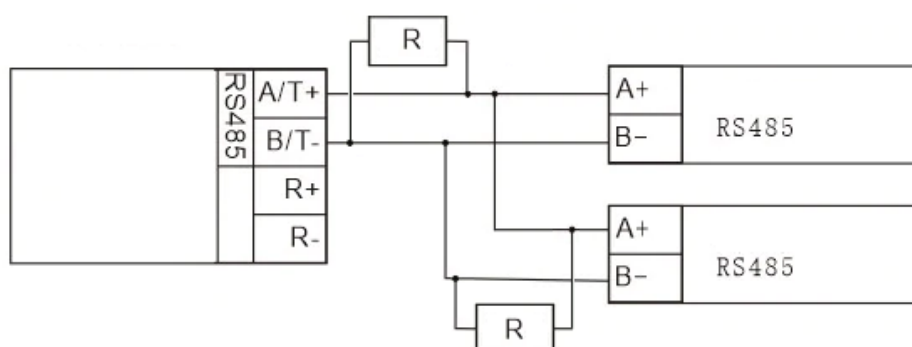 R
RS485
A/T+
B/T-
R+
R-
A+
B-
RS485
A+
B-
RS485
R